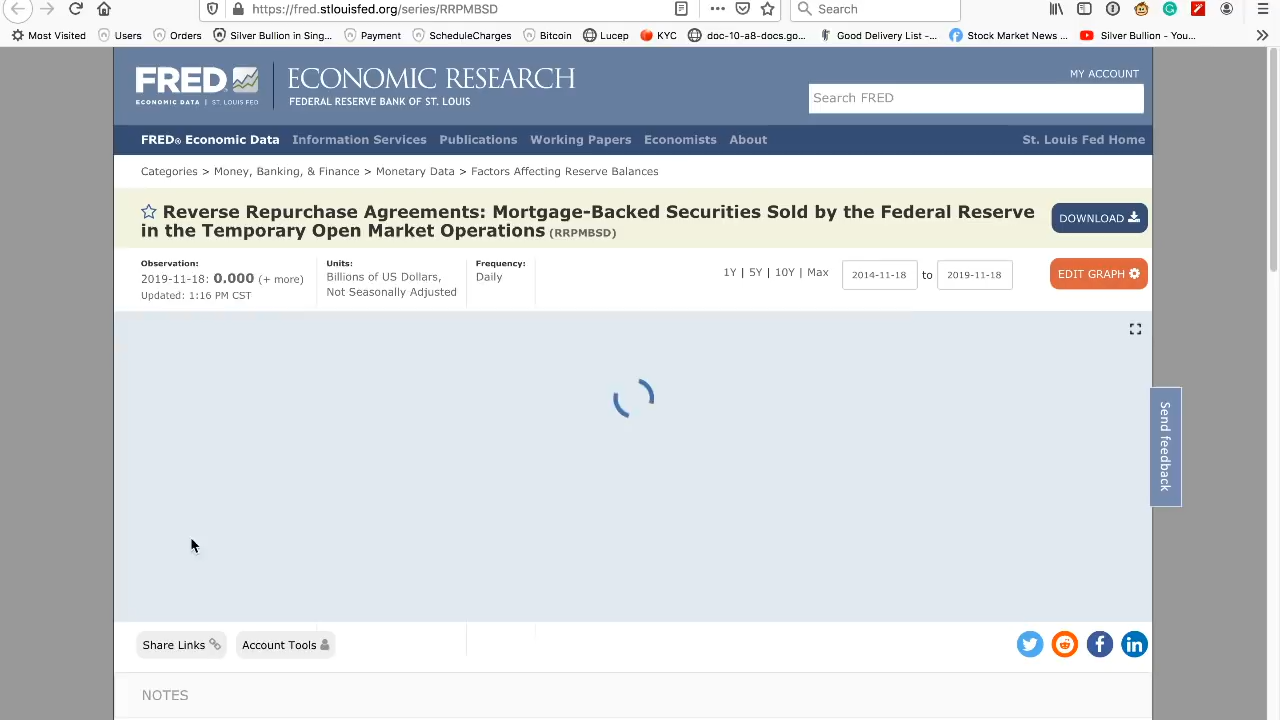 https://fred.stlouisfed.org/series/RRPMBSD
Search
Most Visited Users Orders Silver Bullion in Sing... Payment ScheduleCharges Bitcoin Lucep KYC doc-10-a8-docs.go... Good Delivery List -... Stock Market News ... Silver Bullion - You...
FRED ECONOMIC RESEARCH
ECONOMIC DATA | ST. LOUIS FED FEDERAL RESERVE BANK OF ST. LOUIS
MY ACCOUNT
Search FRED
FRED® Economic Data Information Services Publications Working Papers Economists About St. Louis Fed Home
Categories > Money, Banking, & Finance > Monetary Data > Factors Affecting Reserve Balances
Reverse Repurchase Agreements: Mortgage-Backed Securities Sold by the Federal Reserve
in the Temporary Open Market Operations (RRPMBSD)
DOWNLOAD
Observation:
2019-11-18: 0.000 (+ more)
Updated: 1:16 PM CST
Units:
Billions of US Dollars,
Not Seasonally Adjusted
Frequency:
Daily
1Y | 5Y | 10Y | Max 2014-11-18 to 2019-11-18
EDIT GRAPH
Send feedback
Share Links Account Tools
NOTES